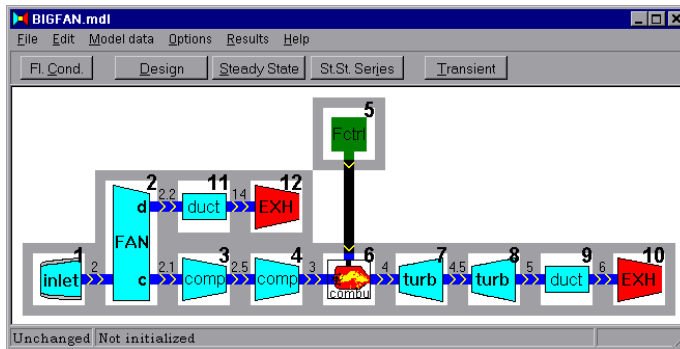 BIGFAN.mdl
File Edit Model data Options Results Help
Fl. Cond. Design Steady State St.St. Series Transient
5
Fctrl
2 2.2 11 14 12
d duct EXH
FAN
1 2 c 2.1 3 2.5 4 3 6 4 7 4.5 8 5 9 6 10
inlet comp comp combu turb turb duct EXH
Unchanged Not initialized